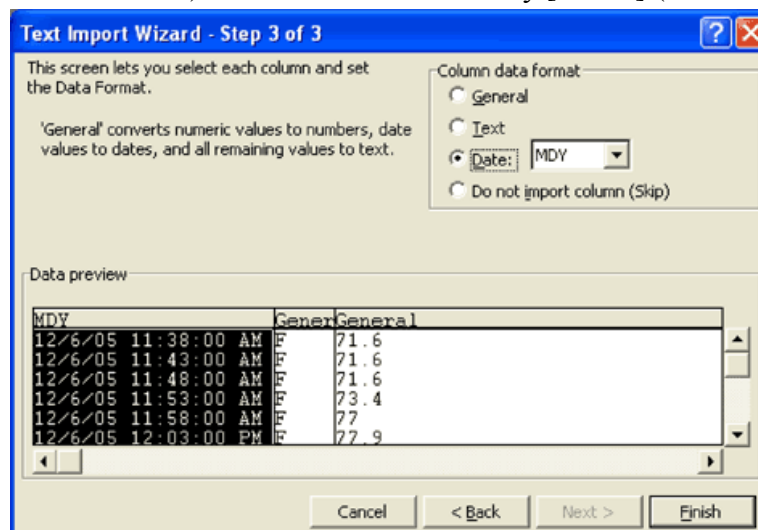 Text Import Wizard - Step 3 of 3
This screen lets you select each column and set
the Data Format.
'General' converts numeric values to numbers, date
values to dates, and all remaining values to text.
Column data format
General
Text
Date: MDY
Do not import column (Skip)
Data preview
MDY Gener General
12/6/05 11:38:00 AM F 71.6
12/6/05 11:43:00 AM F 71.6
12/6/05 11:48:00 AM F 71.6
12/6/05 11:53:00 AM F 73.4
12/6/05 11:58:00 AM F 77
12/6/05 12:03:00 PM F 77.9
Cancel < Back Next > Finish